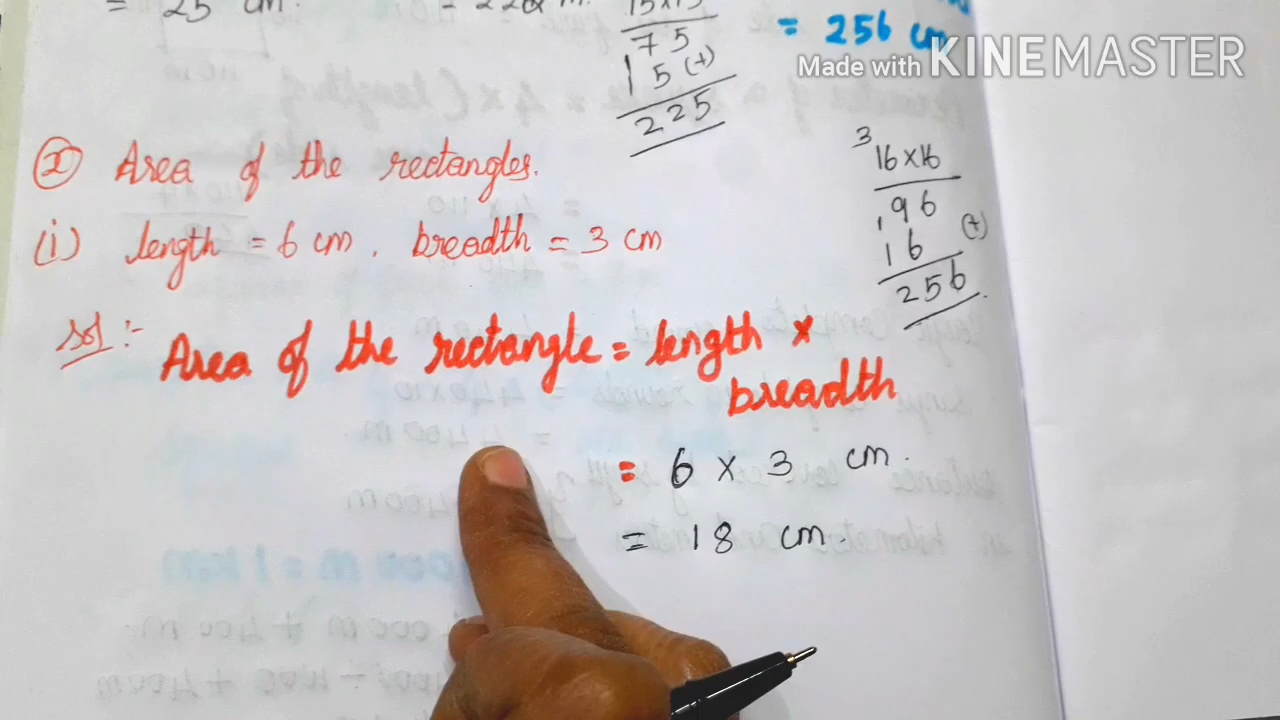 = 25 cm.
15×15
75
15 (+)
225
= 256 cm
Made with KINEMASTER
② Area of the rectangles.
(i) length = 6 cm, breadth = 3 cm
3
16×16
196
16 (+)
256
Sol :- Area of the rectangle = length ×
breadth
= 6 × 3 cm.
= 18 cm.